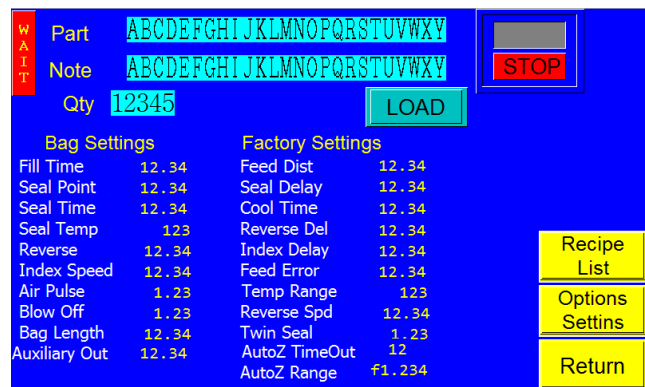 WAIT
Part ABCDEFGHIJKLMNOPQRSTUVWXY
Note ABCDEFGHIJKLMNOPQRSTUVWXY
STOP
Qty 12345
LOAD
Bag Settings Factory Settings
Fill Time 12.34 Feed Dist 12.34
Seal Point 12.34 Seal Delay 12.34
Seal Time 12.34 Cool Time 12.34
Seal Temp 123 Reverse Del 12.34
Reverse 12.34 Index Delay 12.34
Index Speed 12.34 Feed Error 12.34
Air Pulse 1.23 Temp Range 123
Blow Off 1.23 Reverse Spd 12.34
Bag Length 12.34 Twin Seal 1.23
Auxiliary Out 12.34 AutoZ TimeOut 12
AutoZ Range f1.234
Recipe
List
Options
Settins
Return